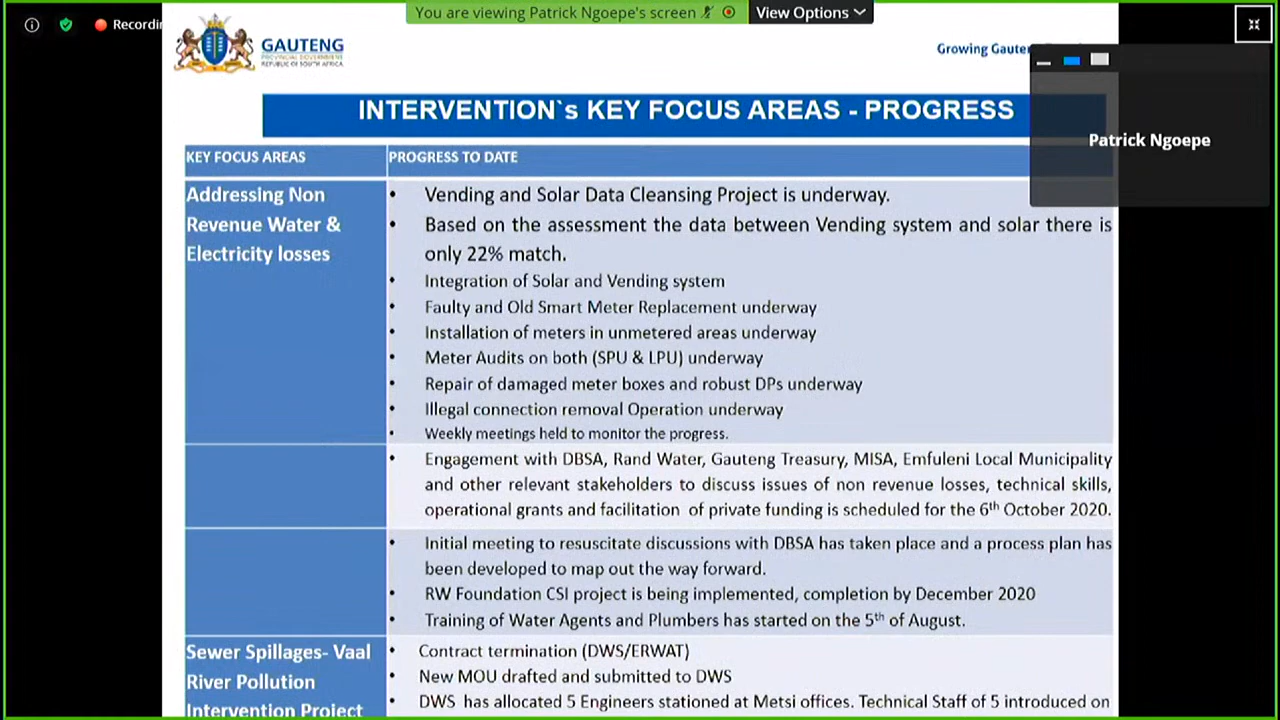 You are viewing Patrick Ngoepe's screen
View Options
Recordin
GAUTENG
PROVINCIAL GOVERNMENT
REPUBLIC OF SOUTH AFRICA
Growing Gauteng
Patrick Ngoepe
INTERVENTION`s KEY FOCUS AREAS - PROGRESS
KEY FOCUS AREAS
PROGRESS TO DATE
Addressing Non
Revenue Water &
Electricity losses
• Vending and Solar Data Cleansing Project is underway.
• Based on the assessment the data between Vending system and solar there is
only 22% match.
• Integration of Solar and Vending system
• Faulty and Old Smart Meter Replacement underway
• Installation of meters in unmetered areas underway
• Meter Audits on both (SPU & LPU) underway
• Repair of damaged meter boxes and robust DPs underway
• Illegal connection removal Operation underway
• Weekly meetings held to monitor the progress.
• Engagement with DBSA, Rand Water, Gauteng Treasury, MISA, Emfuleni Local Municipality
and other relevant stakeholders to discuss issues of non revenue losses, technical skills,
operational grants and facilitation of private funding is scheduled for the 6th October 2020.
• Initial meeting to resuscitate discussions with DBSA has taken place and a process plan has
been developed to map out the way forward.
• RW Foundation CSI project is being implemented, completion by December 2020
• Training of Water Agents and Plumbers has started on the 5th of August.
Sewer Spillages- Vaal
River Pollution
Intervention Project
• Contract termination (DWS/ERWAT)
• New MOU drafted and submitted to DWS
• DWS has allocated 5 Engineers stationed at Metsi offices. Technical Staff of 5 introduced on